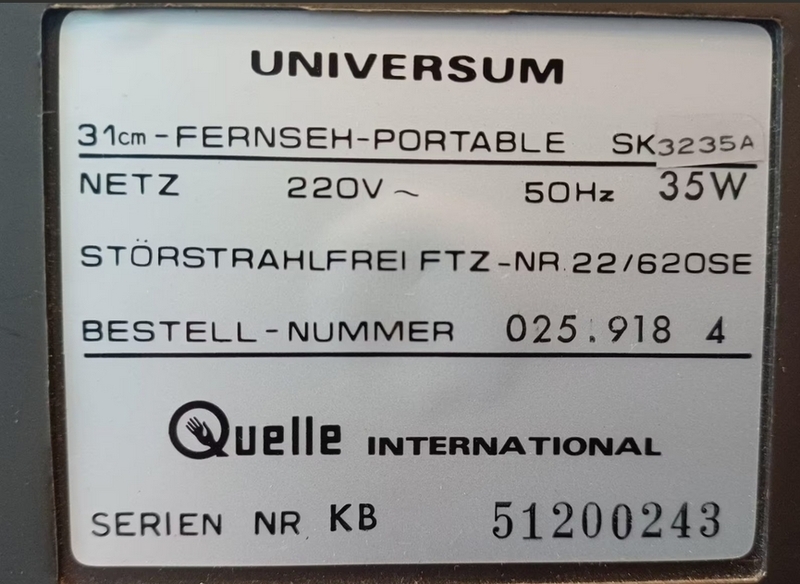 UNIVERSUM
31cm-FERNSEH-PORTABLE SK3235A
NETZ 220V ~ 50Hz 35W
STÖRSTRAHLFREI FTZ-NR.22/620SE
BESTELL-NUMMER 025.918 4
Quelle INTERNATIONAL
SERIEN NR KB 51200243